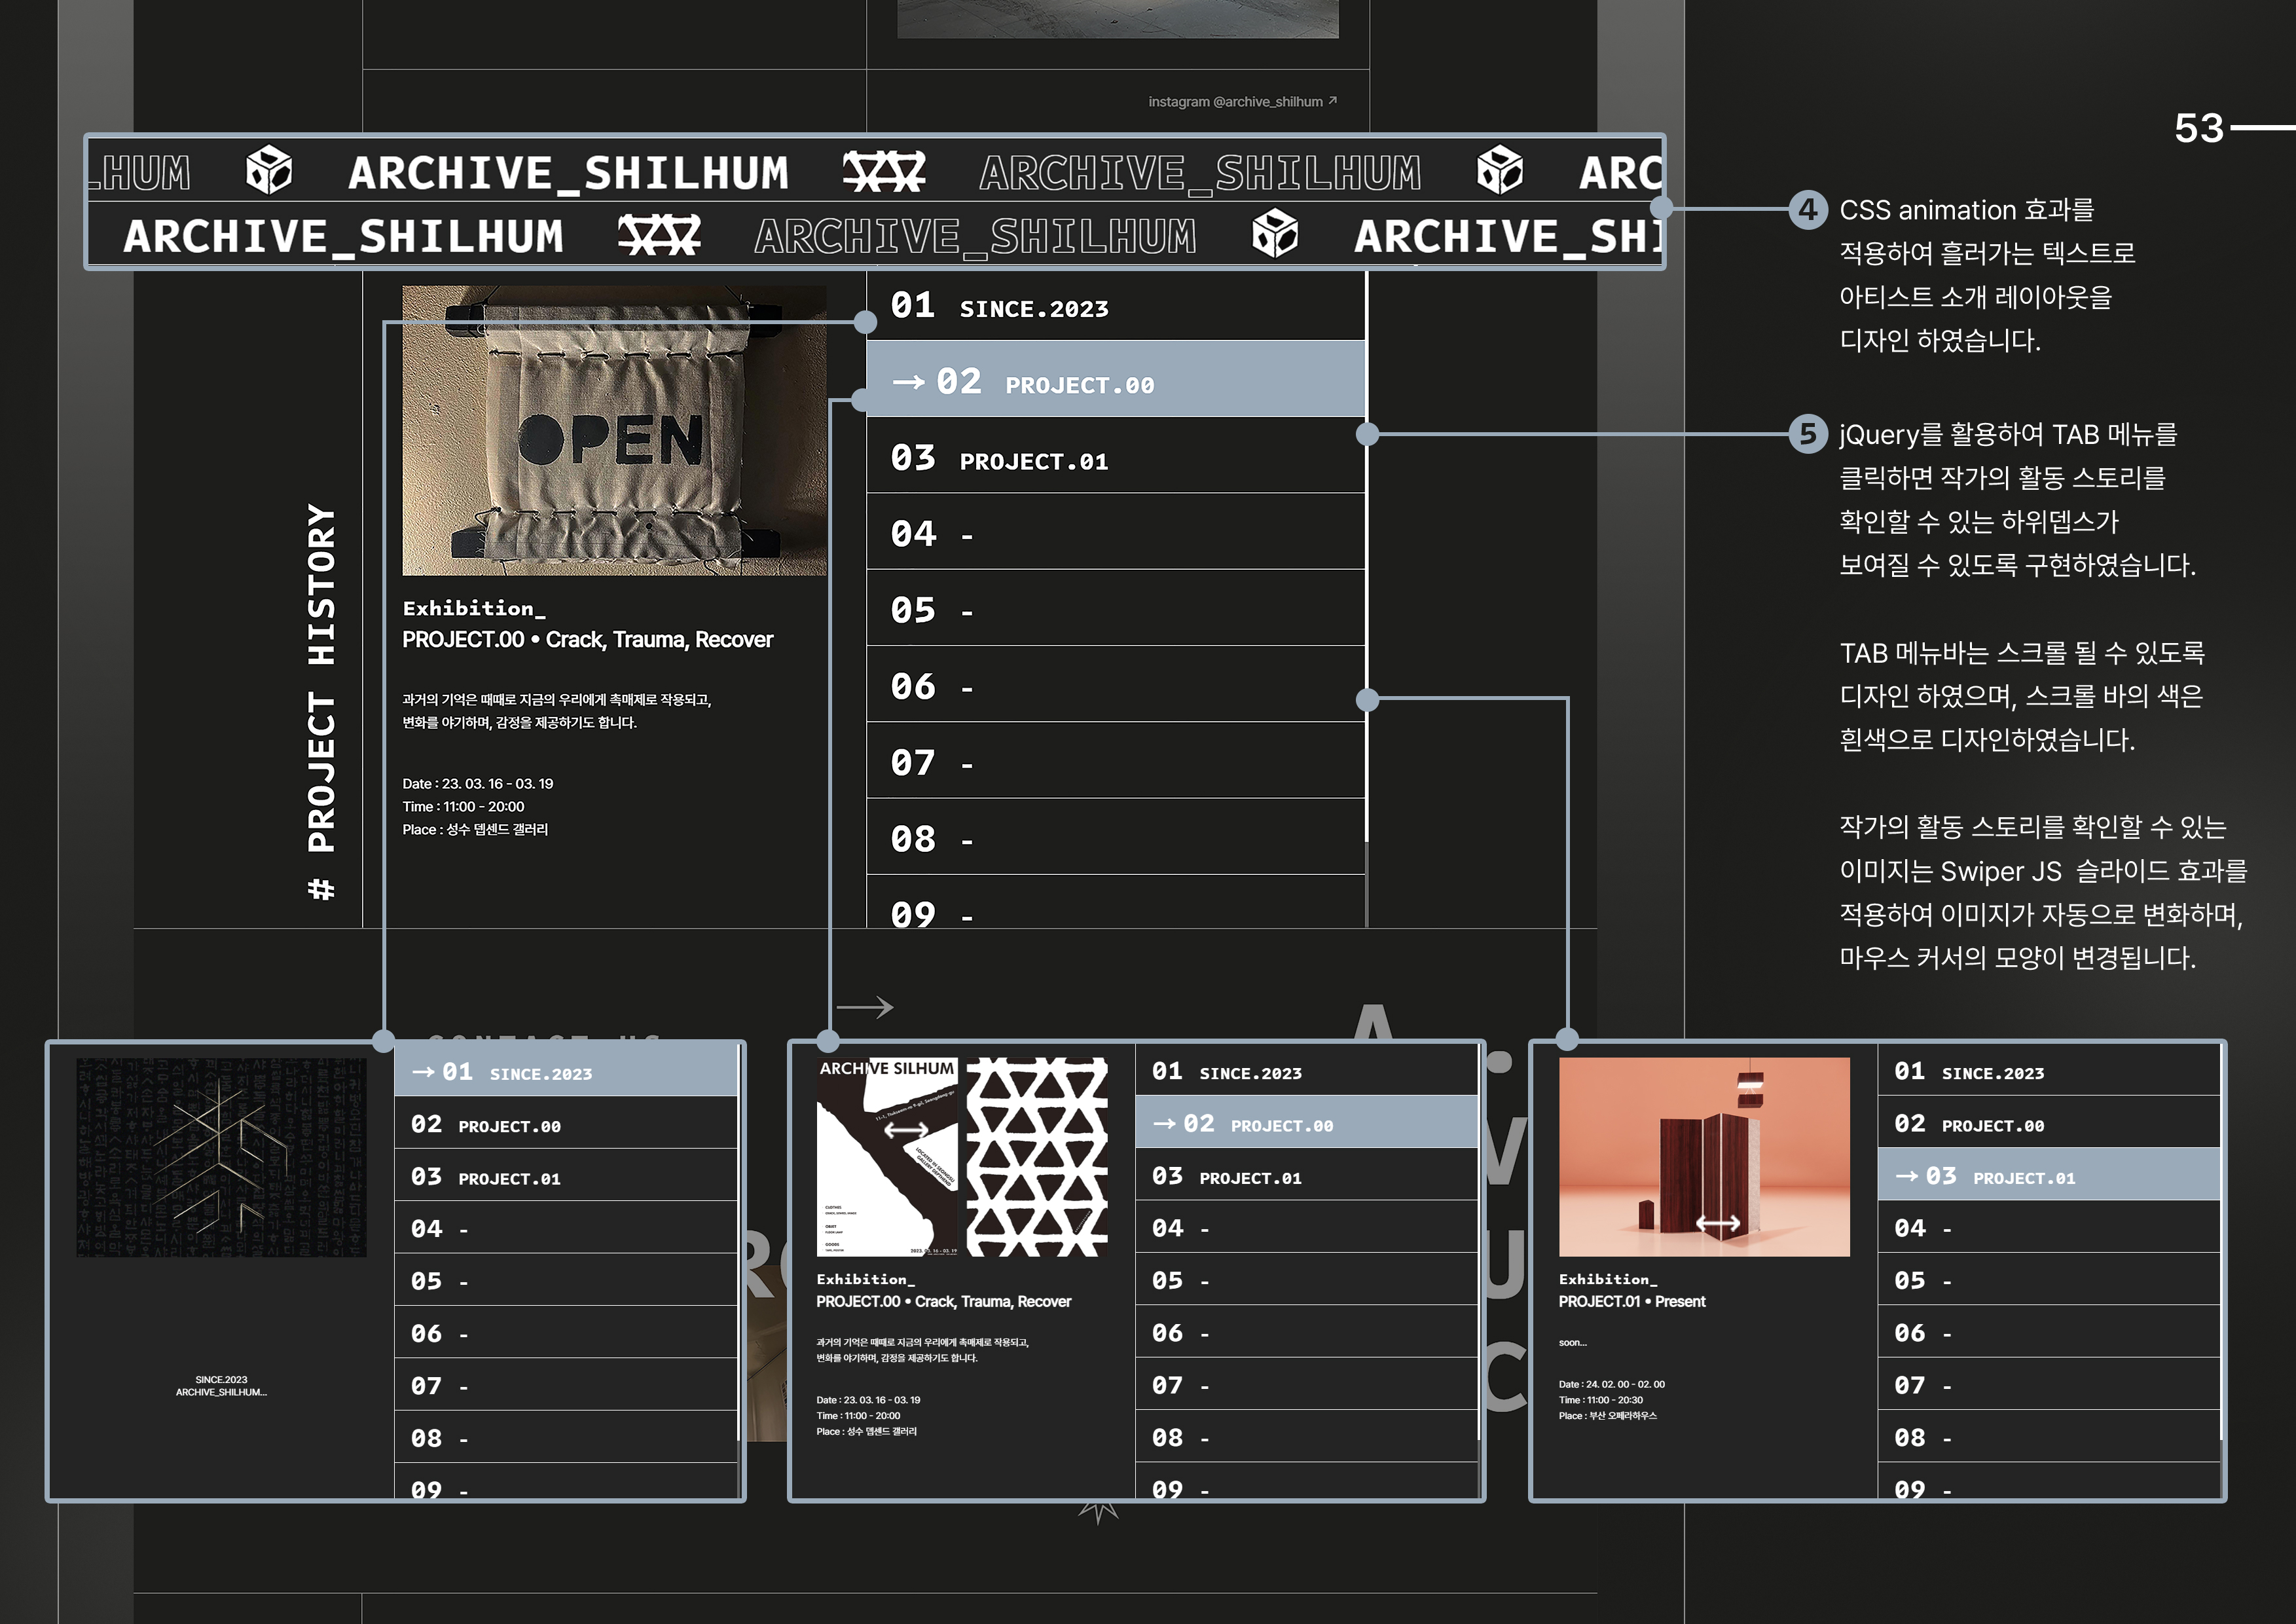 instagram @archive_shilhum ↗
53
LHUM ARCHIVE_SHILHUM ARCHIVE_SHILHUM ARC
ARCHIVE_SHILHUM ARCHIVE_SHILHUM ARCHIVE_SHI
4 CSS animation 효과를
적용하여 흘러가는 텍스트로
아티스트 소개 레이아웃을
디자인 하였습니다.
5 jQuery를 활용하여 TAB 메뉴를
클릭하면 작가의 활동 스토리를
확인할 수 있는 하위뎁스가
보여질 수 있도록 구현하였습니다.
TAB 메뉴바는 스크롤 될 수 있도록
디자인 하였으며, 스크롤 바의 색은
흰색으로 디자인하였습니다.
작가의 활동 스토리를 확인할 수 있는
이미지는 Swiper JS 슬라이드 효과를
적용하여 이미지가 자동으로 변화하며,
마우스 커서의 모양이 변경됩니다.
# PROJECT HISTORY
OPEN
Exhibition_
PROJECT.00 • Crack, Trauma, Recover
과거의 기억은 때때로 지금의 우리에게 촉매제로 작용되고,
변화를 야기하며, 감정을 제공하기도 합니다.
Date : 23. 03. 16 - 03. 19
Time : 11:00 - 20:00
Place : 성수 뎁센드 갤러리
01 SINCE.2023
→ 02 PROJECT.00
03 PROJECT.01
04 -
05 -
06 -
07 -
08 -
09 -
CONTACT US
SINCE.2023
ARCHIVE_SHILHUM...
→ 01 SINCE.2023
02 PROJECT.00
03 PROJECT.01
04 -
05 -
06 -
07 -
08 -
09 -
ARCHIVE SILHUM
LOCATED IN SEONGSU
GALLERY DEPTHEND
CLOTHES
OBJET
GOODS
2023. 03. 16 - 03. 19
Exhibition_
PROJECT.00 • Crack, Trauma, Recover
과거의 기억은 때때로 지금의 우리에게 촉매제로 작용되고,
변화를 야기하며, 감정을 제공하기도 합니다.
Date : 23. 03. 16 - 03. 19
Time : 11:00 - 20:00
Place : 성수 뎁센드 갤러리
01 SINCE.2023
→ 02 PROJECT.00
03 PROJECT.01
04 -
05 -
06 -
07 -
08 -
09 -
Exhibition_
PROJECT.01 • Present
soon...
Date : 24. 02. 00 - 02. 00
Time : 11:00 - 20:30
Place : 부산 오페라하우스
01 SINCE.2023
02 PROJECT.00
→ 03 PROJECT.01
04 -
05 -
06 -
07 -
08 -
09 -